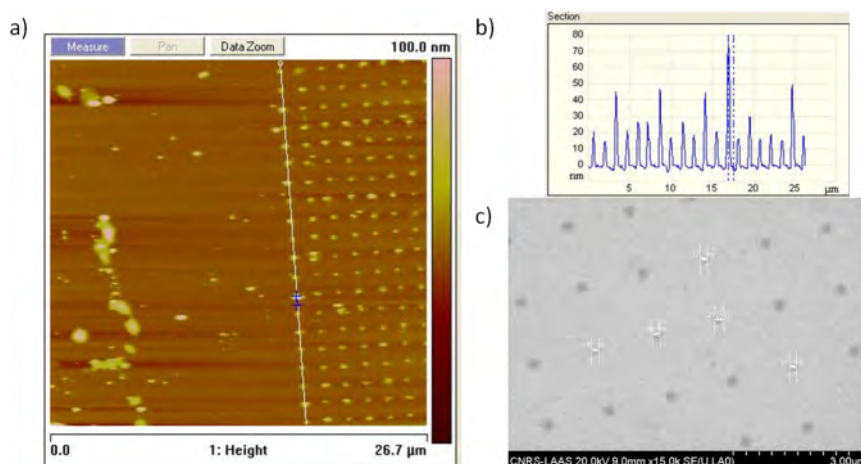 a)
Measure Pan Data Zoom 100.0 nm
0.0 1: Height 26.7 µm
b)
Section
80
70
60
50
40
30
20
10
0
nm
5 10 15 20 25 µm
c)
CNRS-LAAS 20.0kV 9.0mm x15.0k SE(U,LA0) 3.00um